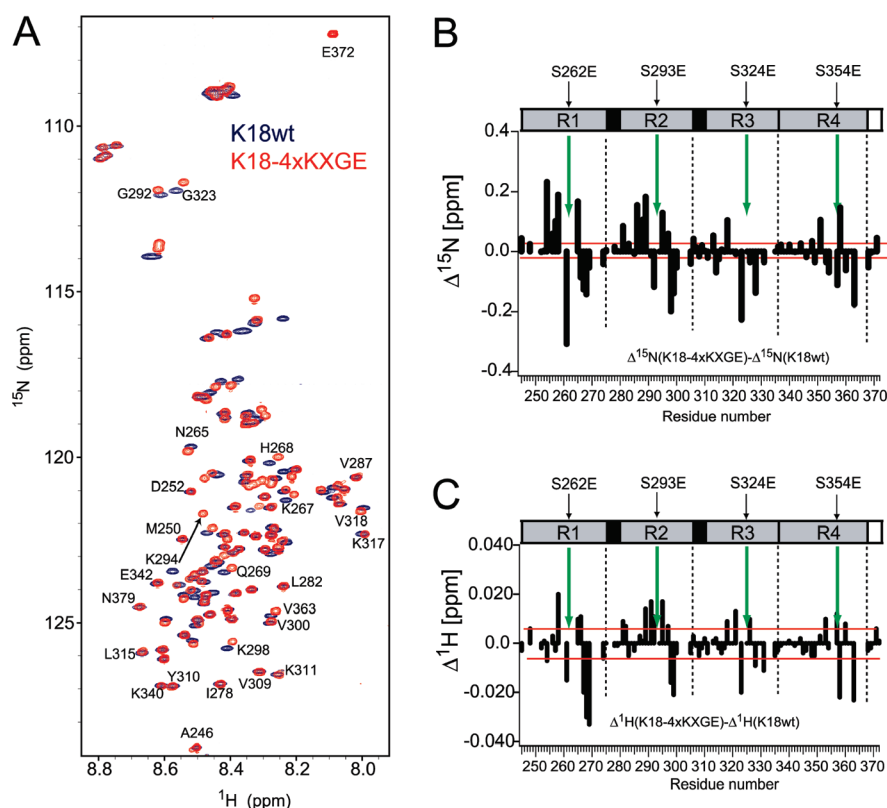 A
E372
K18wt
K18-4xKXGE
G292
G323
N265
H268
V287
D252
K267
V318
M250
K317
K294
E342
Q269
L282
N379
V363
V300
L315
K298
Y310
K311
K340
I278
V309
A246
110
115
120
125
15N (ppm)
8.8 8.6 8.4 8.2 8.0
1H (ppm)
B
S262E S293E S324E S354E
R1 R2 R3 R4
0.4
0.2
0.0
-0.2
-0.4
Δ15N [ppm]
Δ15N(K18-4xKXGE)-Δ15N(K18wt)
250 260 270 280 290 300 310 320 330 340 350 360 370
Residue number
C
S262E S293E S324E S354E
R1 R2 R3 R4
0.040
0.020
0.000
-0.020
-0.040
Δ1H [ppm]
Δ1H(K18-4xKXGE)-Δ1H(K18wt)
250 260 270 280 290 300 310 320 330 340 350 360 370
Residue number